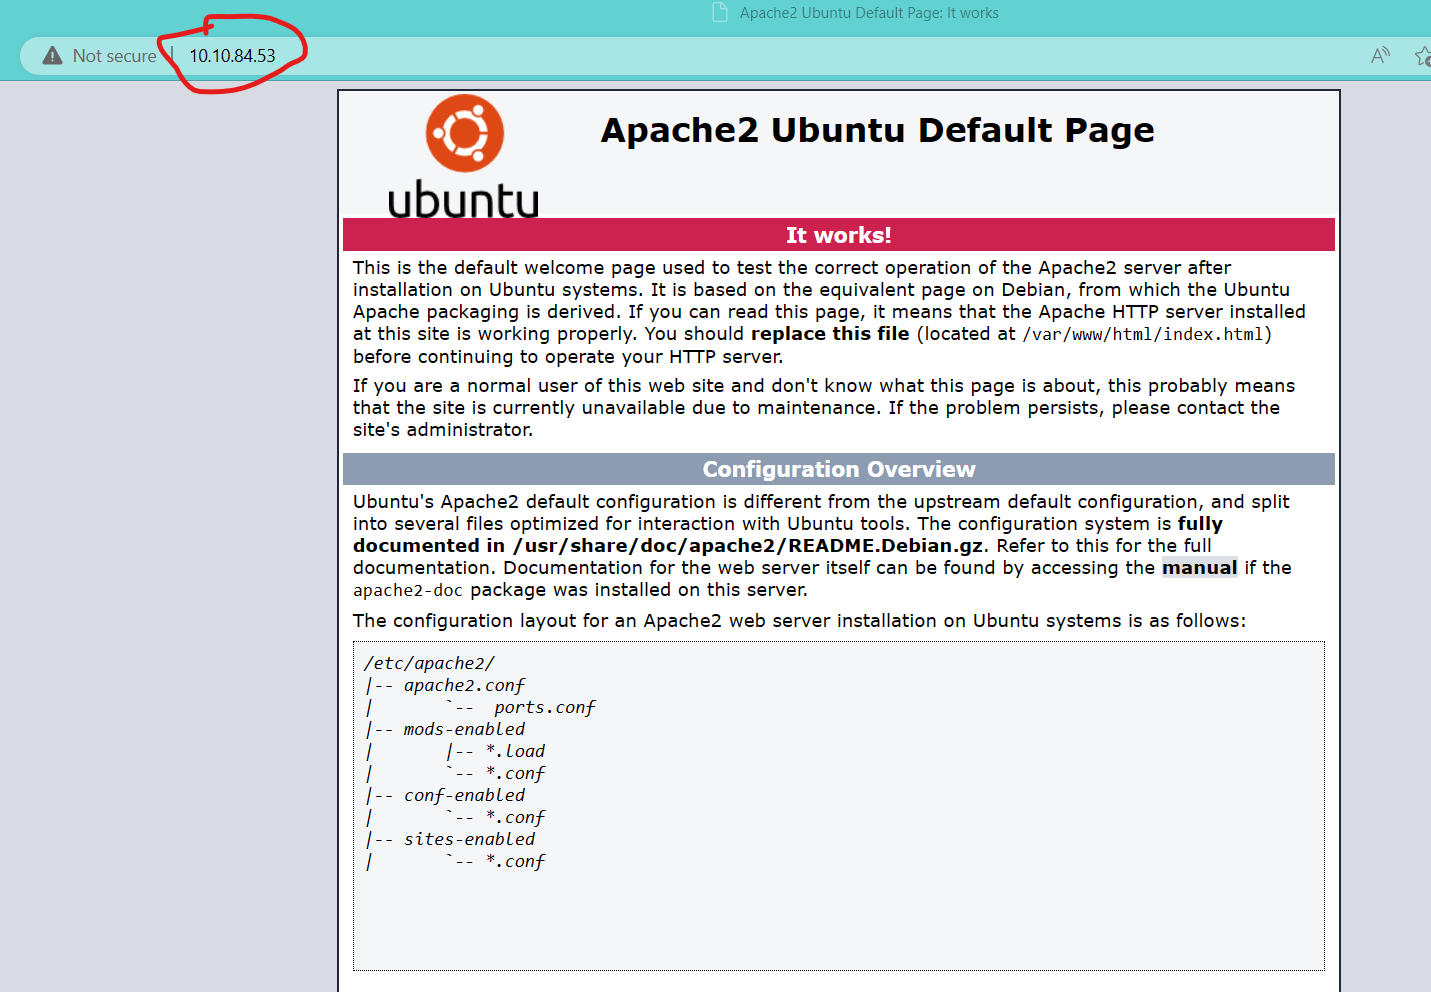 Apache2 Ubuntu Default Page: It works
Not secure
10.10.84.53
A
ubuntu
Apache2 Ubuntu Default Page
It works!
This is the default welcome page used to test the correct operation of the Apache2 server after
installation on Ubuntu systems. It is based on the equivalent page on Debian, from which the Ubuntu
Apache packaging is derived. If you can read this page, it means that the Apache HTTP server installed
at this site is working properly. You should replace this file (located at /var/www/html/index.html)
before continuing to operate your HTTP server.
If you are a normal user of this web site and don't know what this page is about, this probably means
that the site is currently unavailable due to maintenance. If the problem persists, please contact the
site's administrator.
Configuration Overview
Ubuntu's Apache2 default configuration is different from the upstream default configuration, and split
into several files optimized for interaction with Ubuntu tools. The configuration system is fully
documented in /usr/share/doc/apache2/README.Debian.gz. Refer to this for the full
documentation. Documentation for the web server itself can be found by accessing the manual if the
apache2-doc package was installed on this server.
The configuration layout for an Apache2 web server installation on Ubuntu systems is as follows:
/etc/apache2/
|-- apache2.conf
|       `--  ports.conf
|-- mods-enabled
|       |-- *.load
|       `-- *.conf
|-- conf-enabled
|       `-- *.conf
|-- sites-enabled
|       `-- *.conf